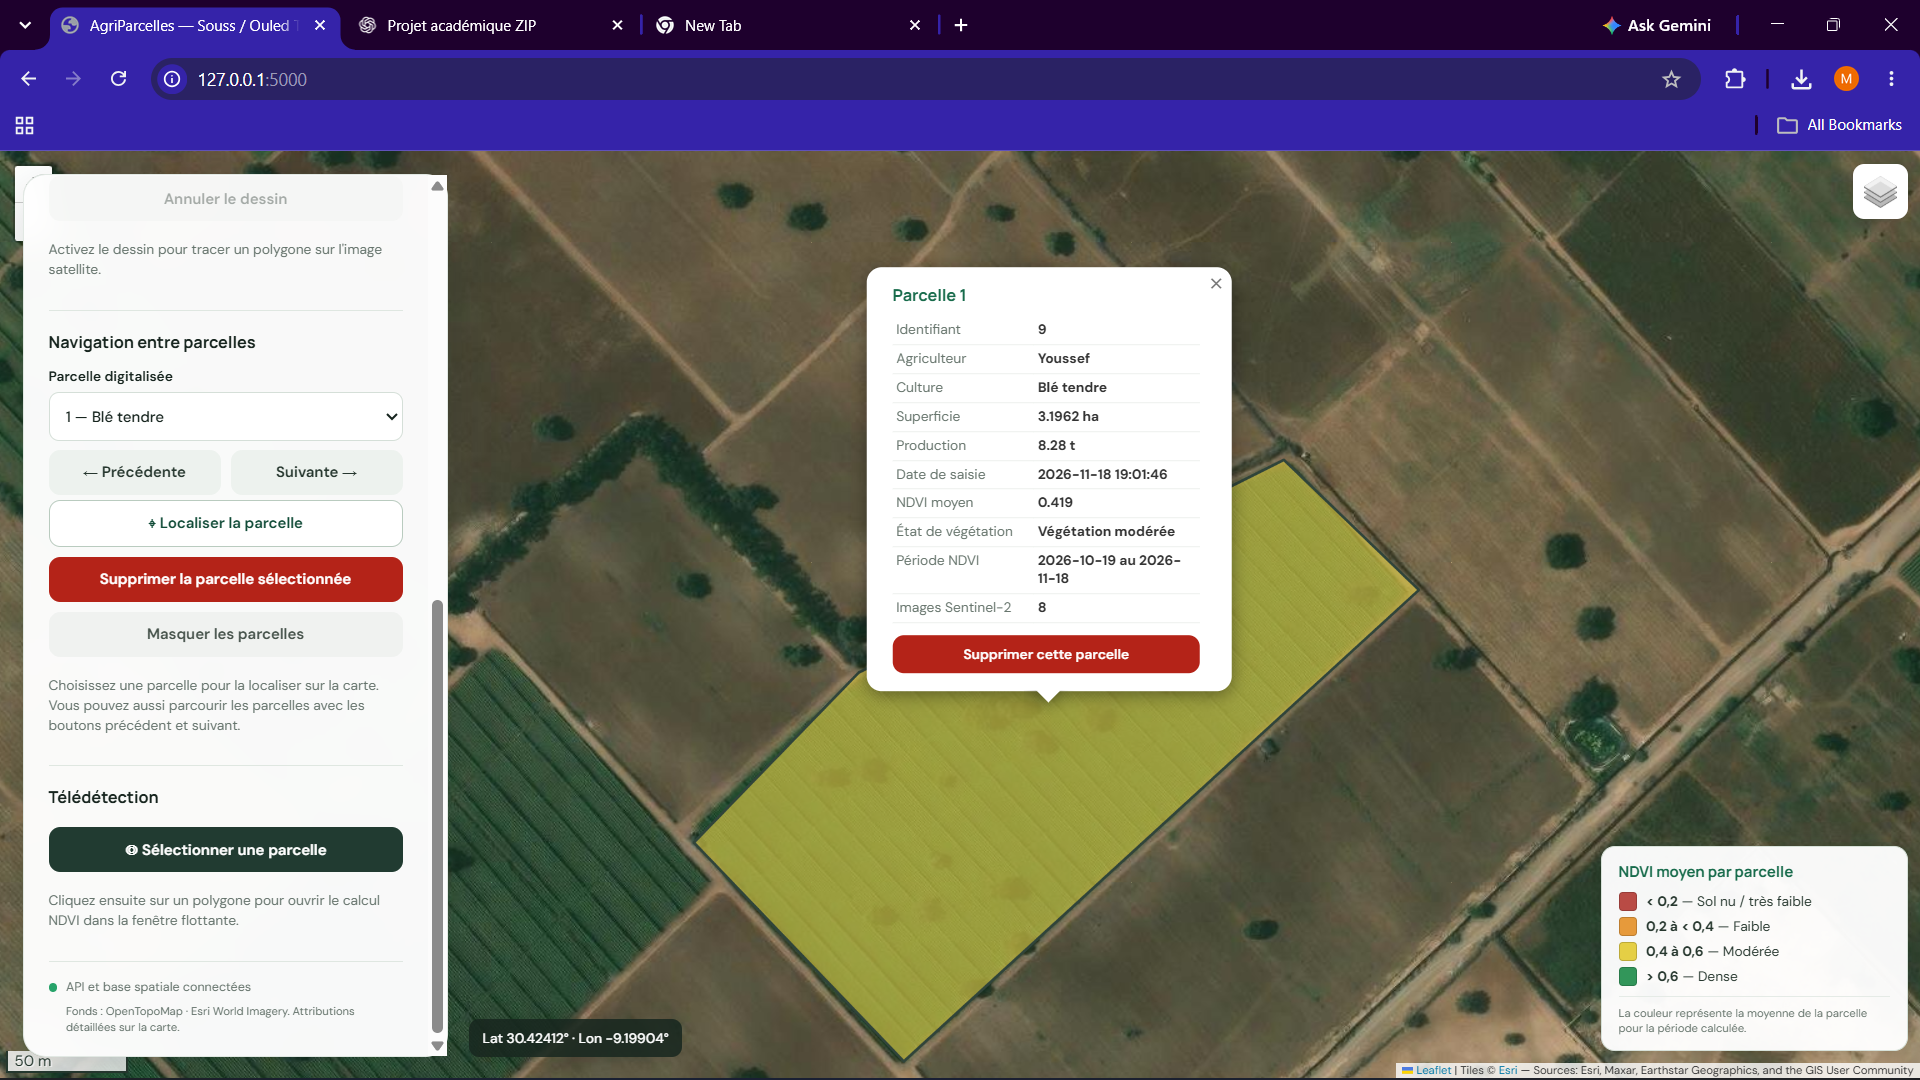 AgriParcelles — Souss / Ouled
Projet académique ZIP
New Tab
Ask Gemini
127.0.0.1:5000
M
All Bookmarks
Annuler le dessin
Activez le dessin pour tracer un polygone sur l'image
satellite.
Navigation entre parcelles
Parcelle digitalisée
1 — Blé tendre
← Précédente
Suivante →
⌖ Localiser la parcelle
Supprimer la parcelle sélectionnée
Masquer les parcelles
Choisissez une parcelle pour la localiser sur la carte.
Vous pouvez aussi parcourir les parcelles avec les
boutons précédent et suivant.
Télédétection
Sélectionner une parcelle
Cliquez ensuite sur un polygone pour ouvrir le calcul
NDVI dans la fenêtre flottante.
API et base spatiale connectées
Fonds : OpenTopoMap · Esri World Imagery. Attributions
détaillées sur la carte.
50 m
Lat 30.42412° · Lon -9.19904°
Parcelle 1
Identifiant 9
Agriculteur Youssef
Culture Blé tendre
Superficie 3.1962 ha
Production 8.28 t
Date de saisie 2026-11-18 19:01:46
NDVI moyen 0.419
État de végétation Végétation modérée
Période NDVI 2026-10-19 au 2026-
11-18
Images Sentinel-2 8
Supprimer cette parcelle
NDVI moyen par parcelle
< 0,2 — Sol nu / très faible
0,2 à < 0,4 — Faible
0,4 à 0,6 — Modérée
> 0,6 — Dense
La couleur représente la moyenne de la parcelle
pour la période calculée.
Leaflet | Tiles © Esri — Sources: Esri, Maxar, Earthstar Geographics, and the GIS User Community